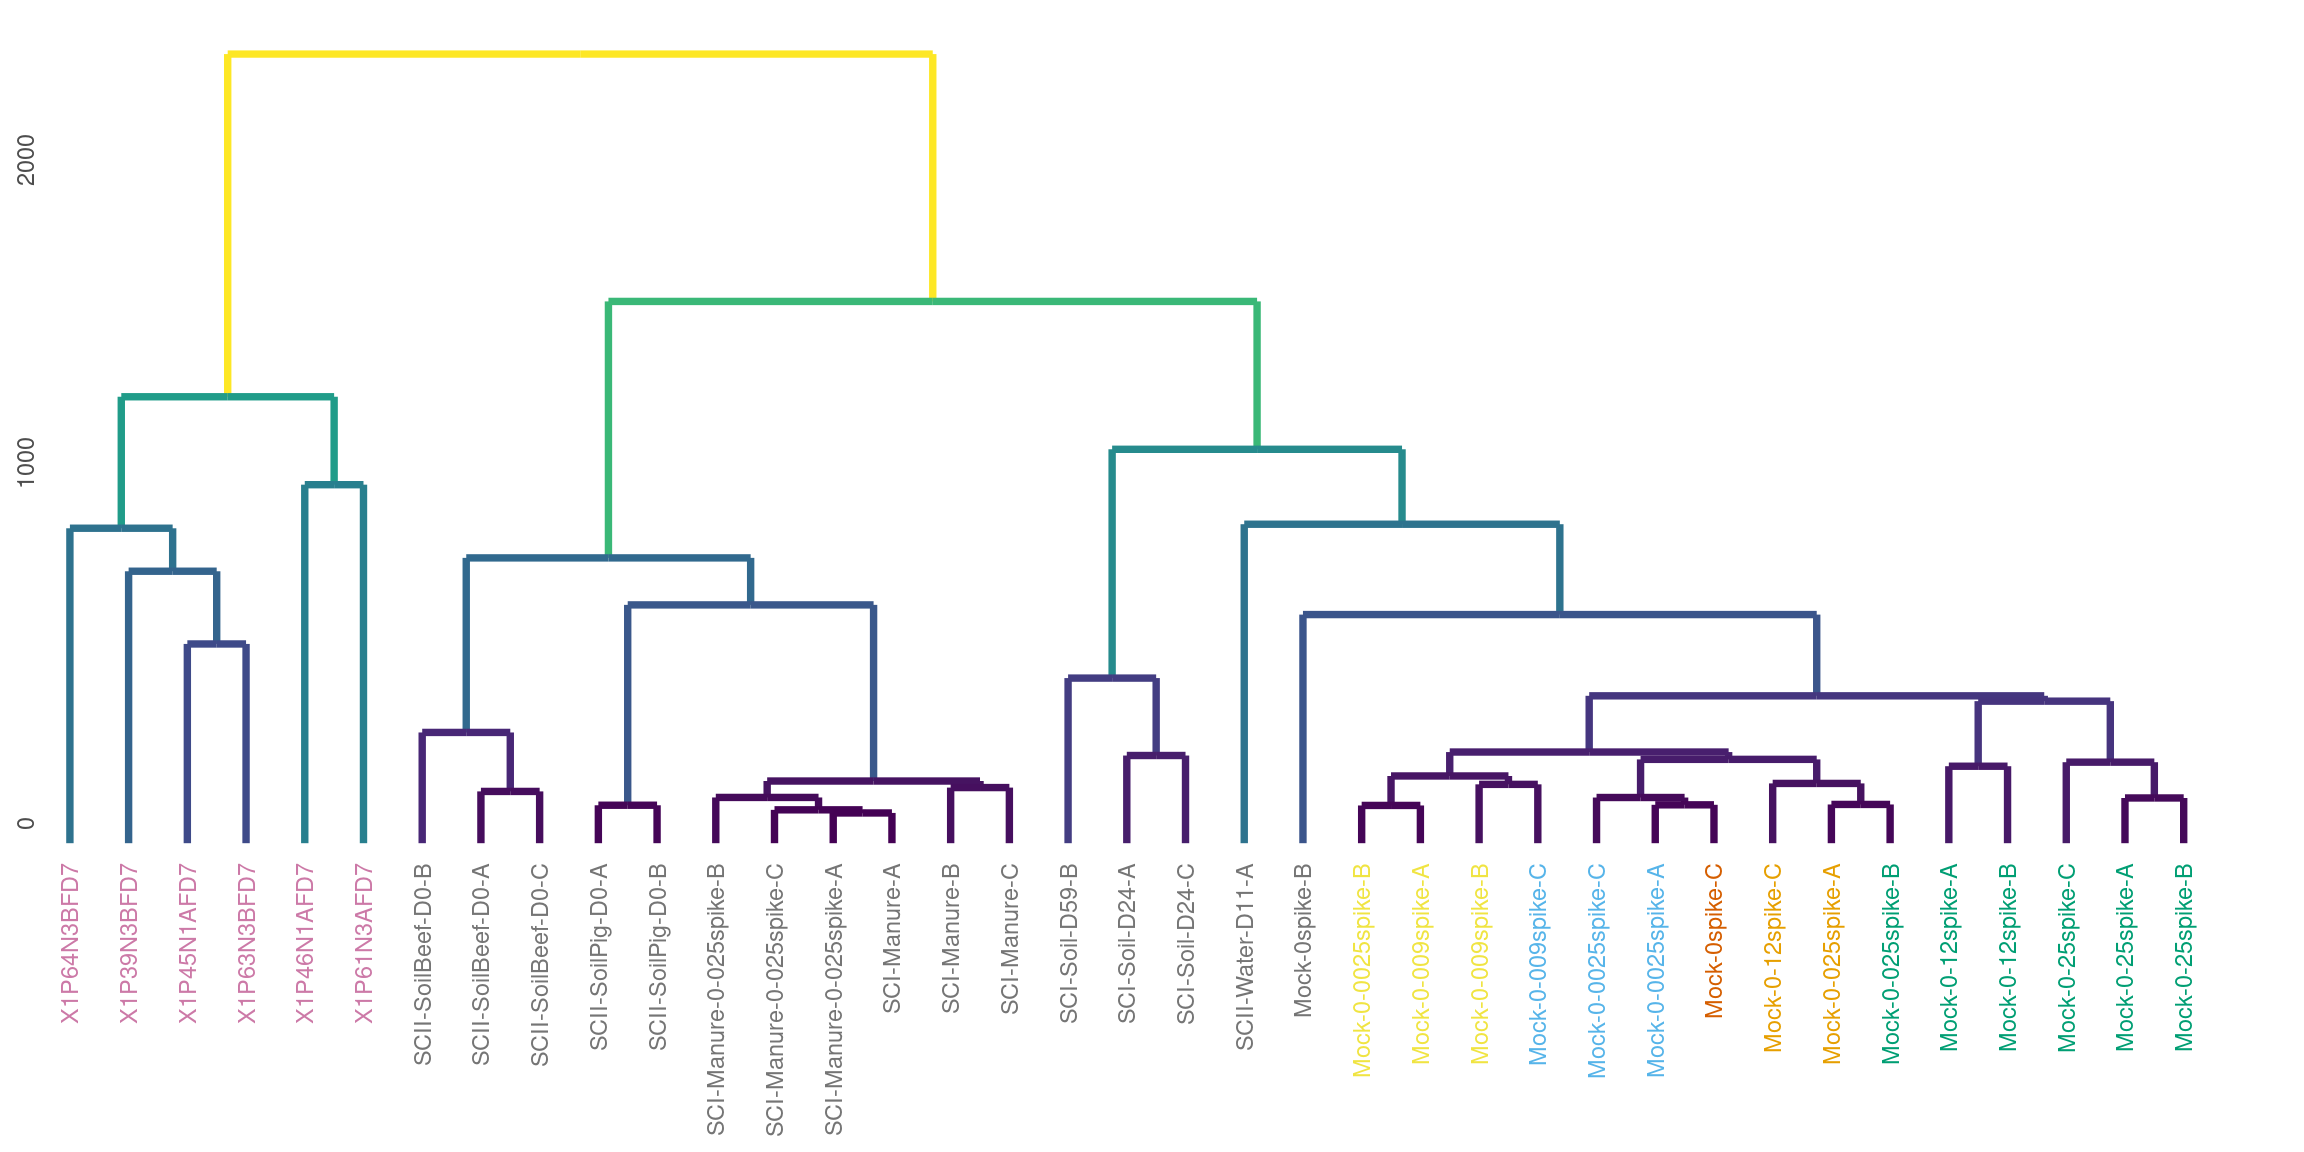 2000
1000
0
X1P64N3BFD7
X1P39N3BFD7
X1P45N1AFD7
X1P63N3BFD7
X1P46N1AFD7
X1P61N3AFD7
SCII-SoilBeef-D0-B
SCII-SoilBeef-D0-A
SCII-SoilBeef-D0-C
SCII-SoilPig-D0-A
SCII-SoilPig-D0-B
SCI-Manure-0-025spike-B
SCI-Manure-0-025spike-C
SCI-Manure-0-025spike-A
SCI-Manure-A
SCI-Manure-B
SCI-Manure-C
SCI-Soil-D59-B
SCI-Soil-D24-A
SCI-Soil-D24-C
SCII-Water-D11-A
Mock-0spike-B
Mock-0-0025spike-B
Mock-0-009spike-A
Mock-0-009spike-B
Mock-0-009spike-C
Mock-0-0025spike-C
Mock-0-0025spike-A
Mock-0spike-C
Mock-0-12spike-C
Mock-0-025spike-A
Mock-0-025spike-B
Mock-0-12spike-A
Mock-0-12spike-B
Mock-0-25spike-C
Mock-0-25spike-A
Mock-0-25spike-B